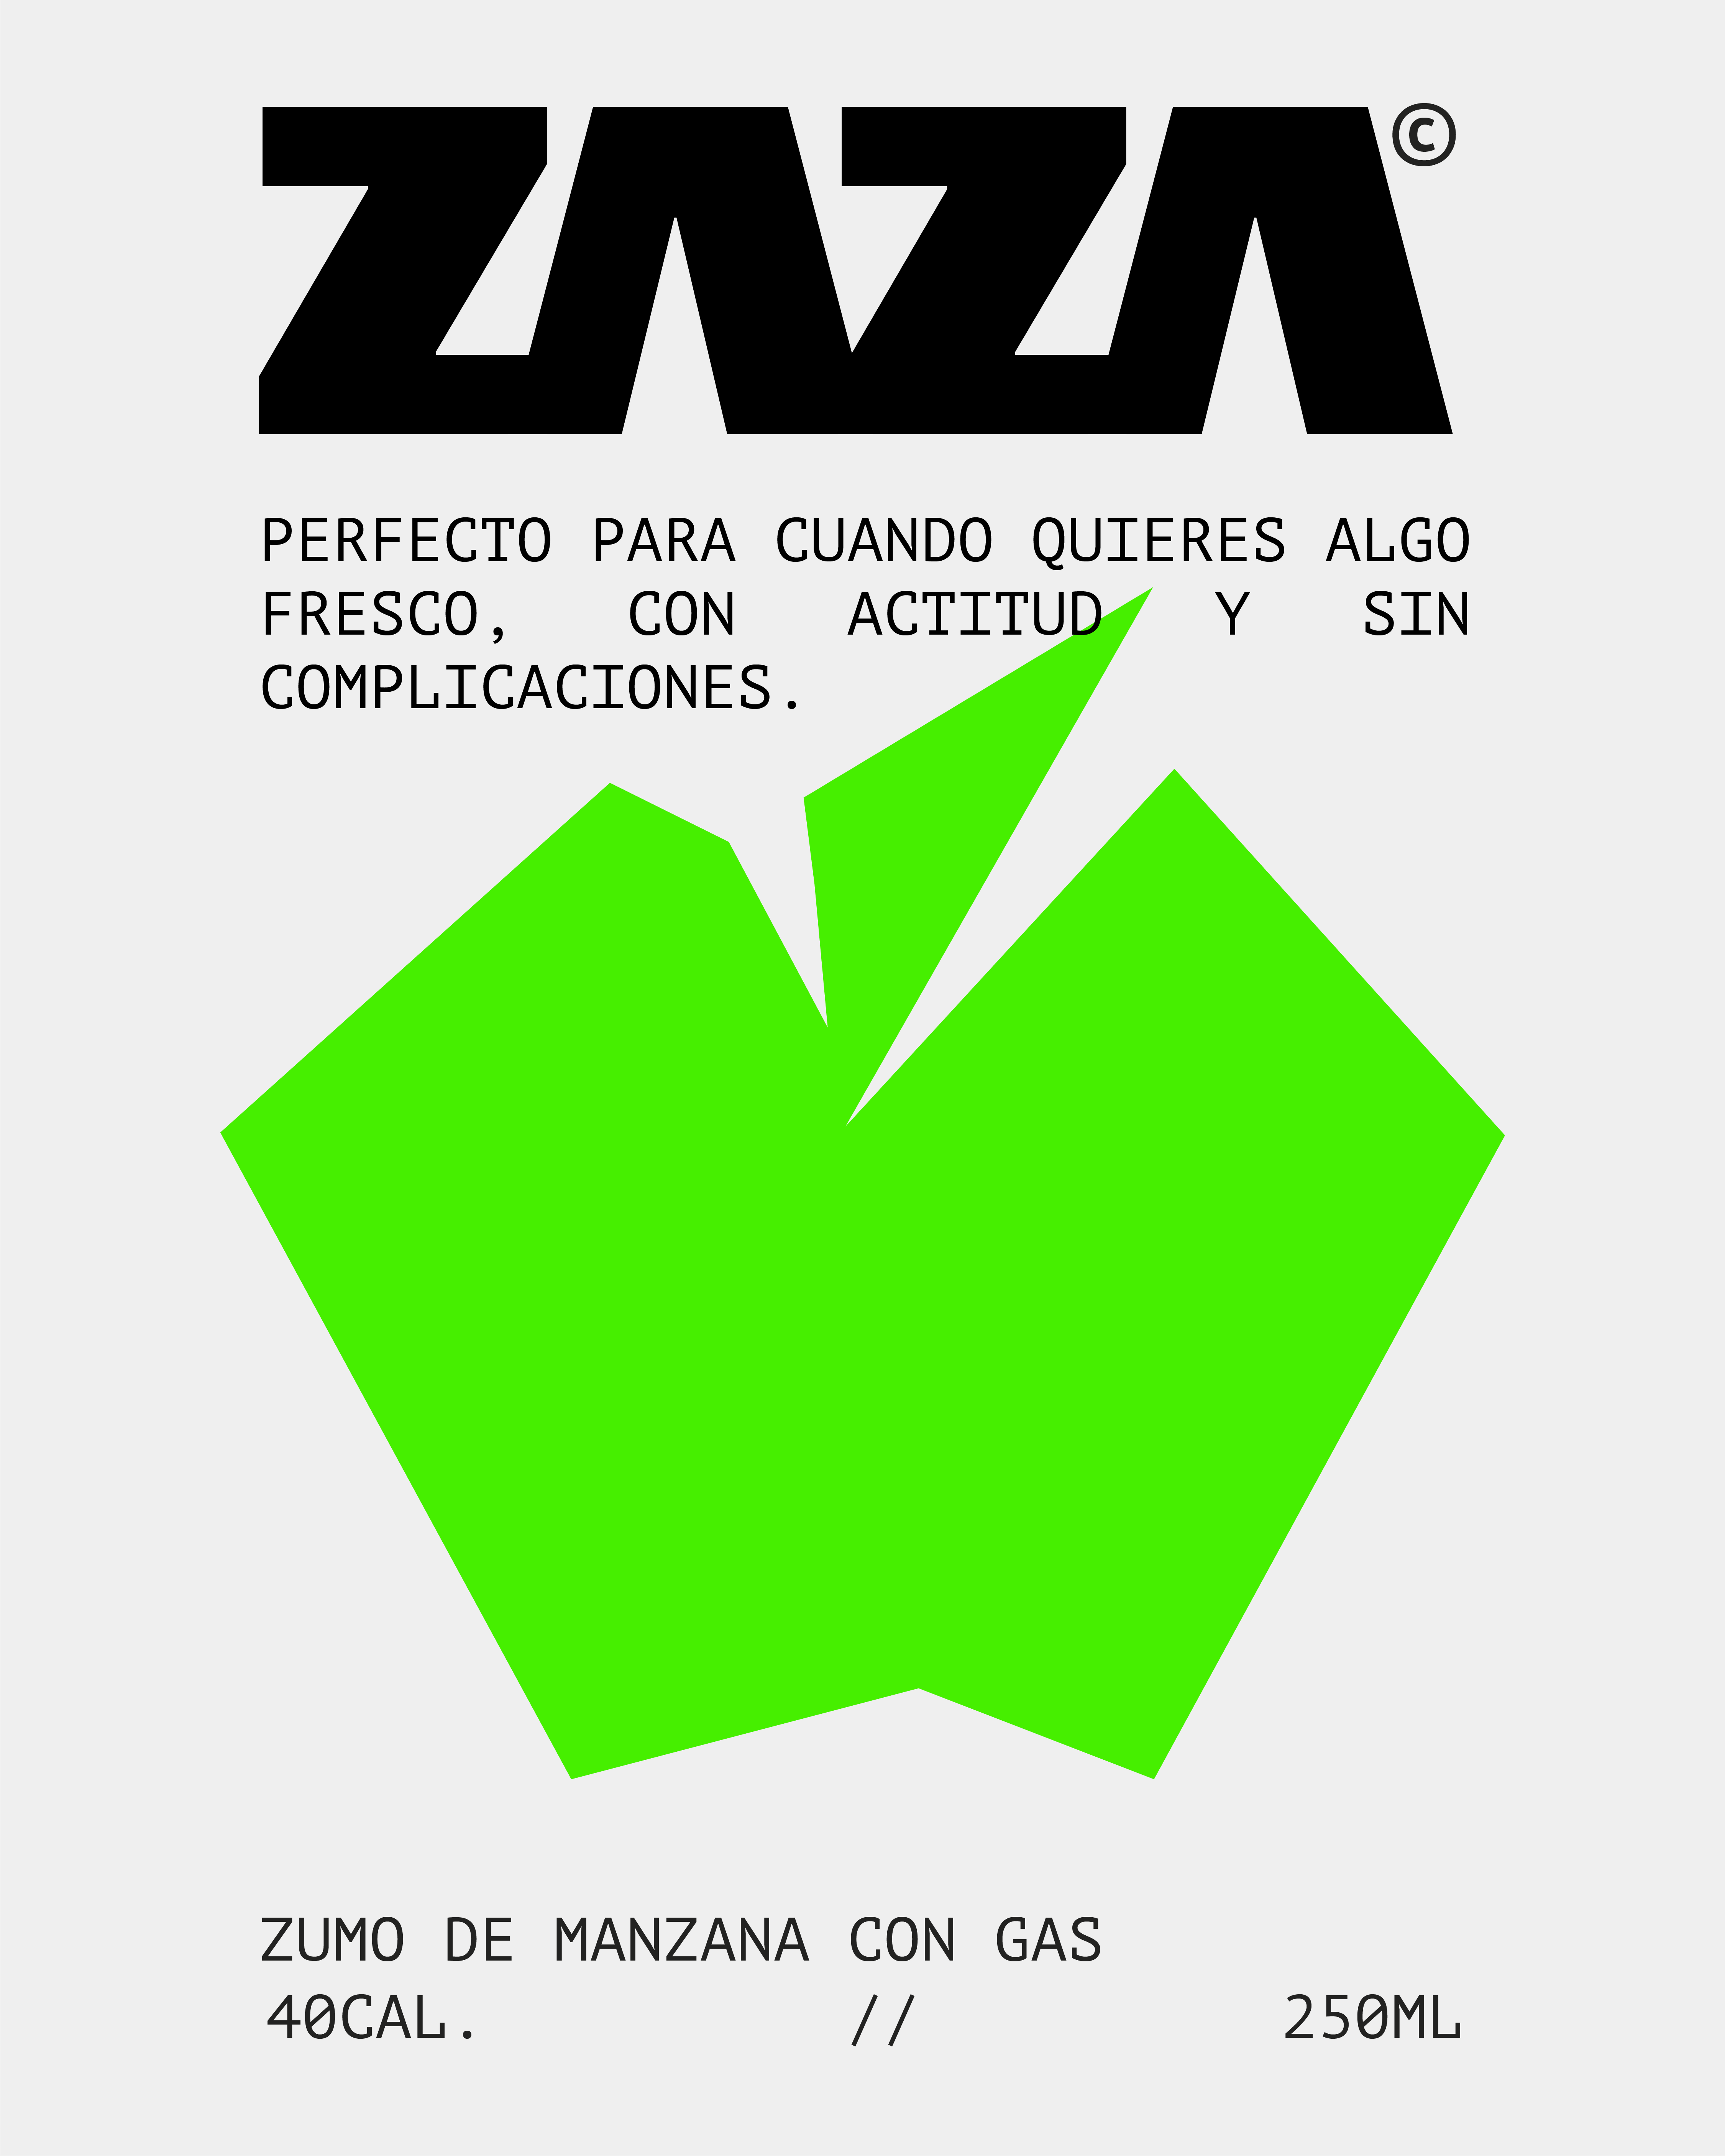 ZAZA©
PERFECTO PARA CUANDO QUIERES ALGO
FRESCO, CON ACTITUD Y SIN
COMPLICACIONES.
ZUMO DE MANZANA CON GAS
40CAL. // 250ML